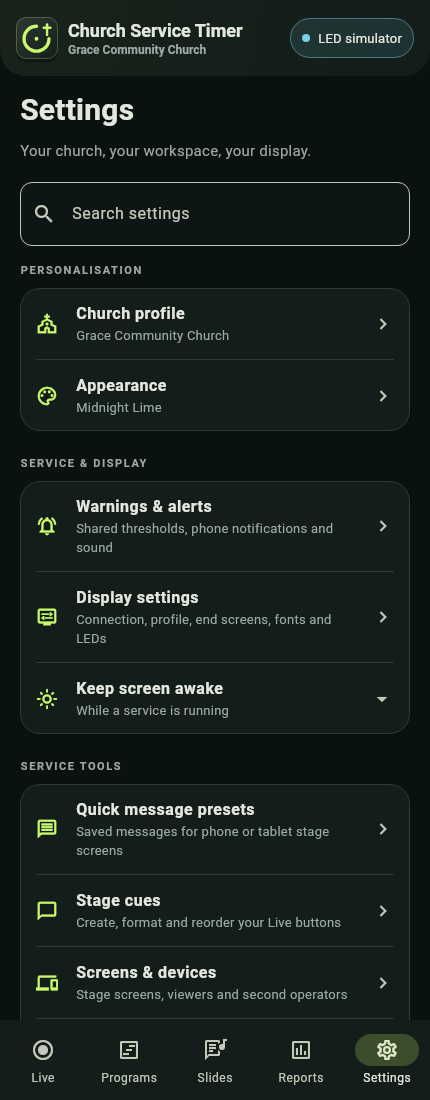 Church Service Timer
Grace Community Church
LED simulator
Settings
Your church, your workspace, your display.
Search settings
PERSONALISATION
Church profile
Grace Community Church
Appearance
Midnight Lime
SERVICE & DISPLAY
Warnings & alerts
Shared thresholds, phone notifications and
sound
Display settings
Connection, profile, end screens, fonts and
LEDs
Keep screen awake
While a service is running
SERVICE TOOLS
Quick message presets
Saved messages for phone or tablet stage
screens
Stage cues
Create, format and reorder your Live buttons
Screens & devices
Stage screens, viewers and second operators
Live
Programs
Slides
Reports
Settings